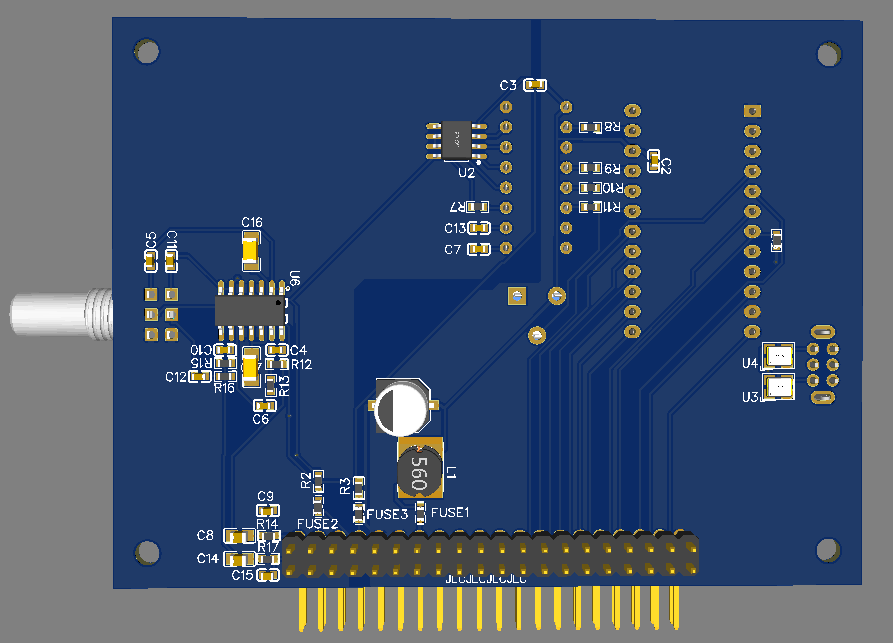 C3
R8
C2
U2
R9
R10
R11
R7
C13
C7
C16
C5
C11
U6
C10
C4
R15
R12
C12
R16
R13
C6
U4
U3
560
L1
R2
R3
C9
FUSE2
FUSE3
FUSE1
R14
C8
R17
C14
C15
JLCJLCJLCJLC